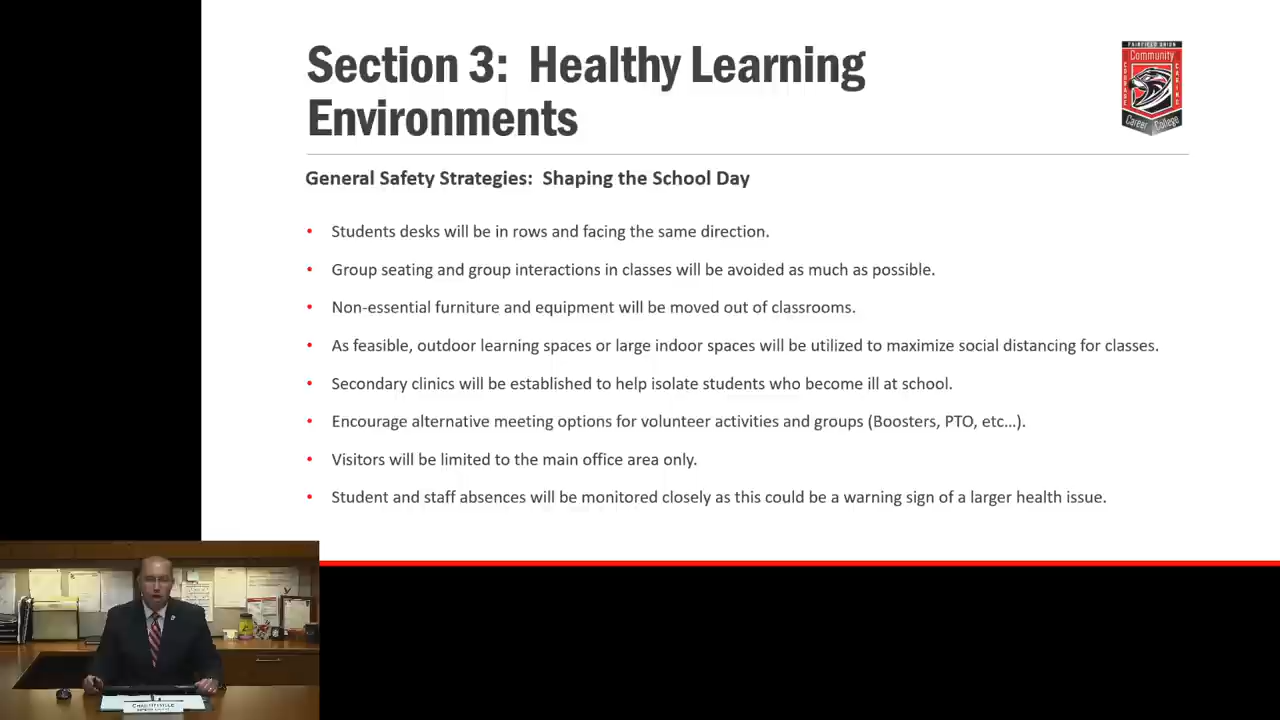 Section 3: Healthy Learning
Environments
FAIRFIELD UNION
Community
COURAGE
CARING
Career College
General Safety Strategies: Shaping the School Day
• Students desks will be in rows and facing the same direction.
• Group seating and group interactions in classes will be avoided as much as possible.
• Non-essential furniture and equipment will be moved out of classrooms.
• As feasible, outdoor learning spaces or large indoor spaces will be utilized to maximize social distancing for classes.
• Secondary clinics will be established to help isolate students who become ill at school.
• Encourage alternative meeting options for volunteer activities and groups (Boosters, PTO, etc…).
• Visitors will be limited to the main office area only.
• Student and staff absences will be monitored closely as this could be a warning sign of a larger health issue.